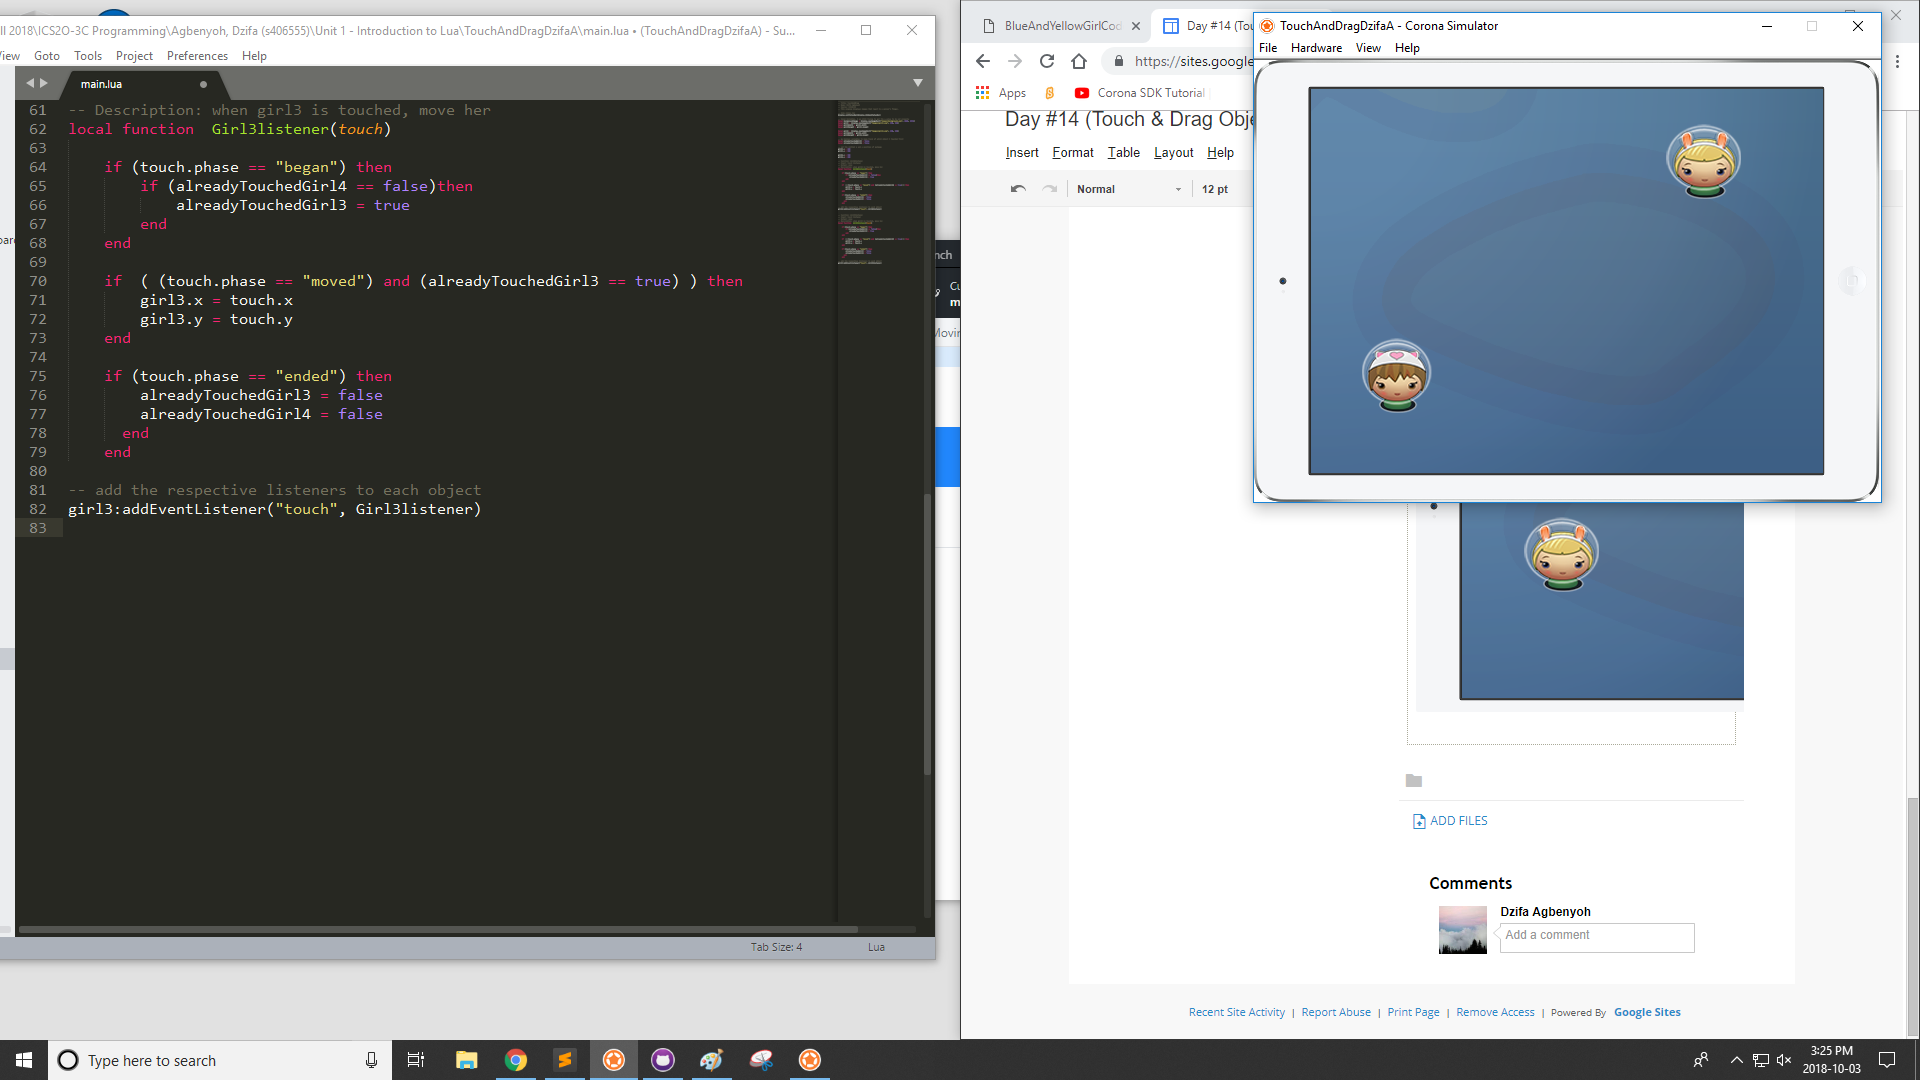 ll 2018\ICS2O-3C Programming\Agbenyoh, Dzifa (s406555)\Unit 1 - Introduction to Lua\TouchAndDragDzifaA\main.lua • (TouchAndDragDzifaA) - Su...
View Goto Tools Project Preferences Help
main.lua
61 -- Description: when girl3 is touched, move her
62 local function  Girl3listener(touch)
63
64 if (touch.phase == "began") then
65 if (alreadyTouchedGirl4 == false)then
66 alreadyTouchedGirl3 = true
67 end
68 end
69
70 if  ( (touch.phase == "moved") and (alreadyTouchedGirl3 == true) ) then
71 girl3.x = touch.x
72 girl3.y = touch.y
73 end
74
75 if (touch.phase == "ended") then
76 alreadyTouchedGirl3 = false
77 alreadyTouchedGirl4 = false
78 end
79 end
80
81 -- add the respective listeners to each object
82 girl3:addEventListener("touch", Girl3listener)
83
Tab Size: 4 Lua
nch
Cu
m
Movin
BlueAndYellowGirlCod
Day #14 (Tou
https://sites.google
Apps
Corona SDK Tutorial
Day #14 (Touch & Drag Obje
Insert Format Table Layout Help
Normal 12 pt
TouchAndDragDzifaA - Corona Simulator
File Hardware View Help
ADD FILES
Comments
Dzifa Agbenyoh
Add a comment
Recent Site Activity | Report Abuse | Print Page | Remove Access | Powered By Google Sites
Type here to search
3:25 PM
2018-10-03